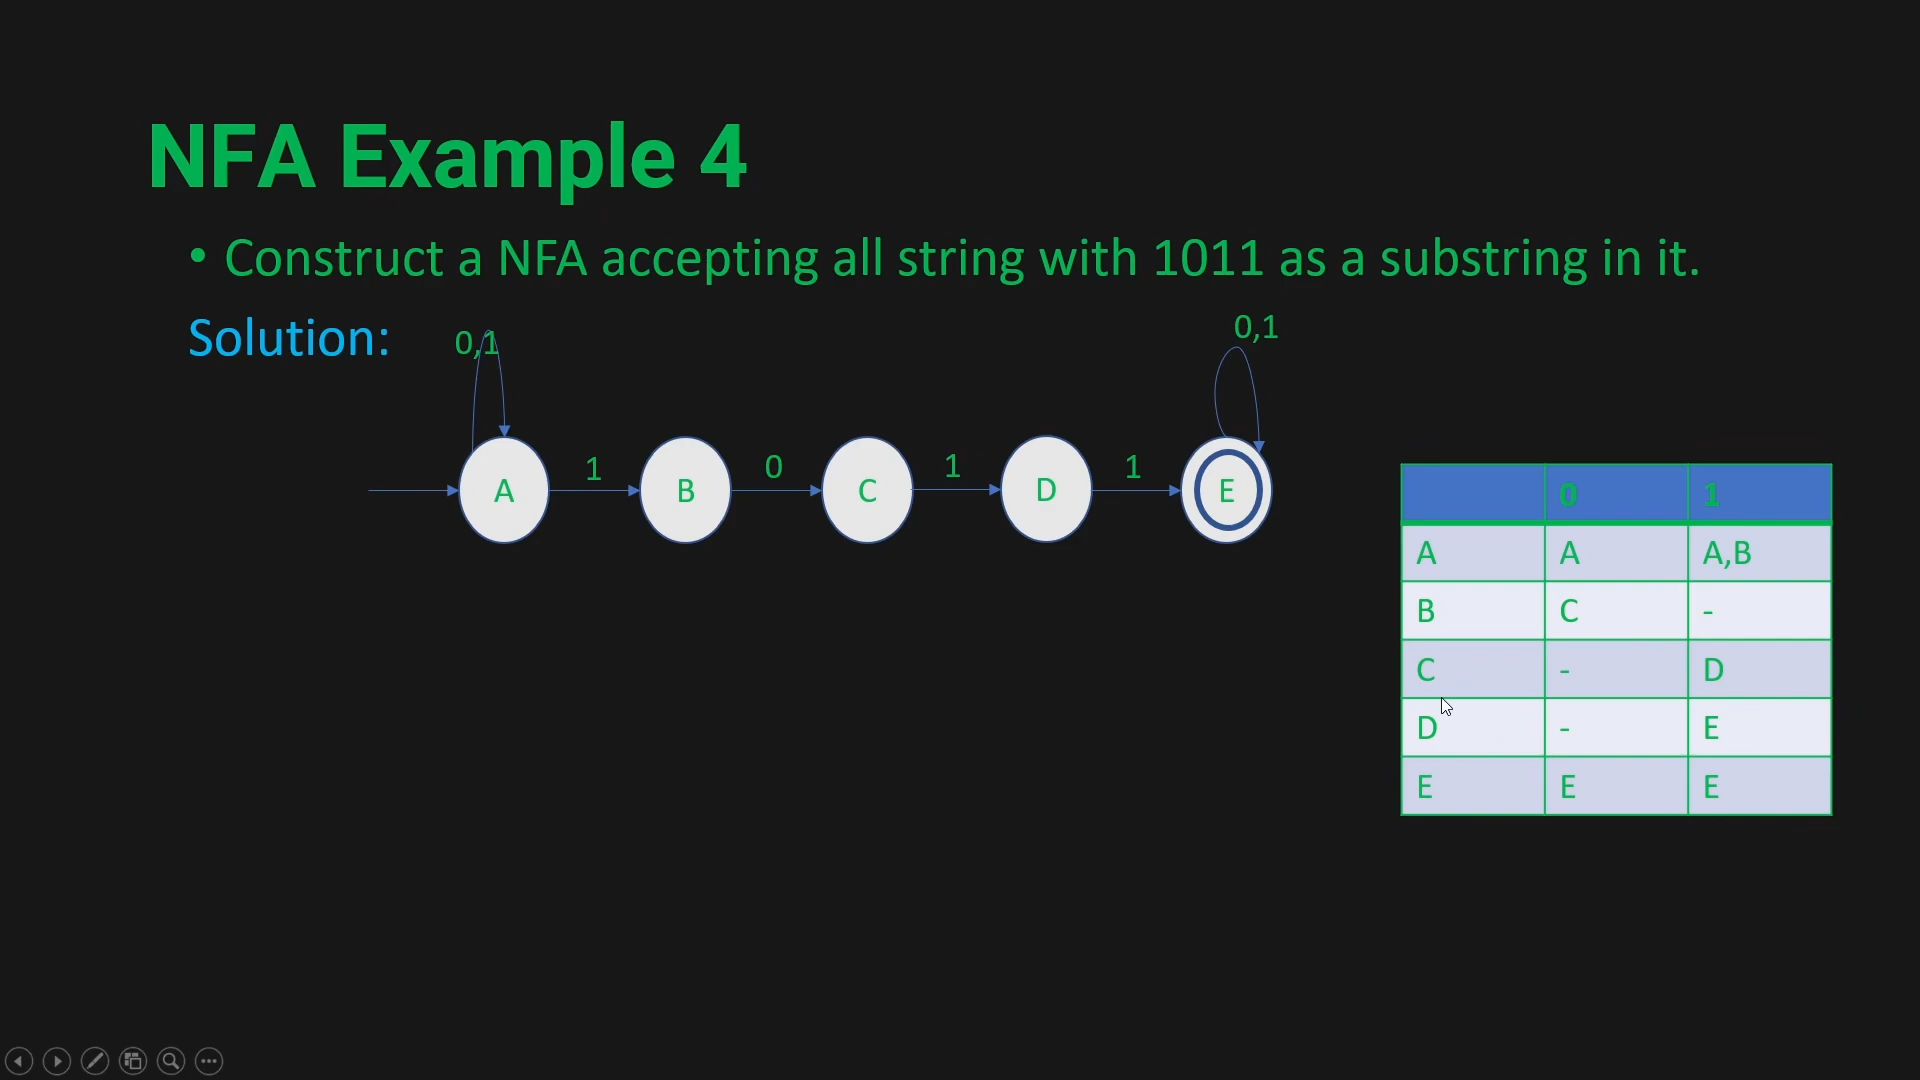 NFA Example 4
• Construct a NFA accepting all string with 1011 as a substring in it.
Solution:
0,1
0,1
A 1 B 0 C 1 D 1 E
0 1
A A A,B
B C -
C - D
D - E
E E E